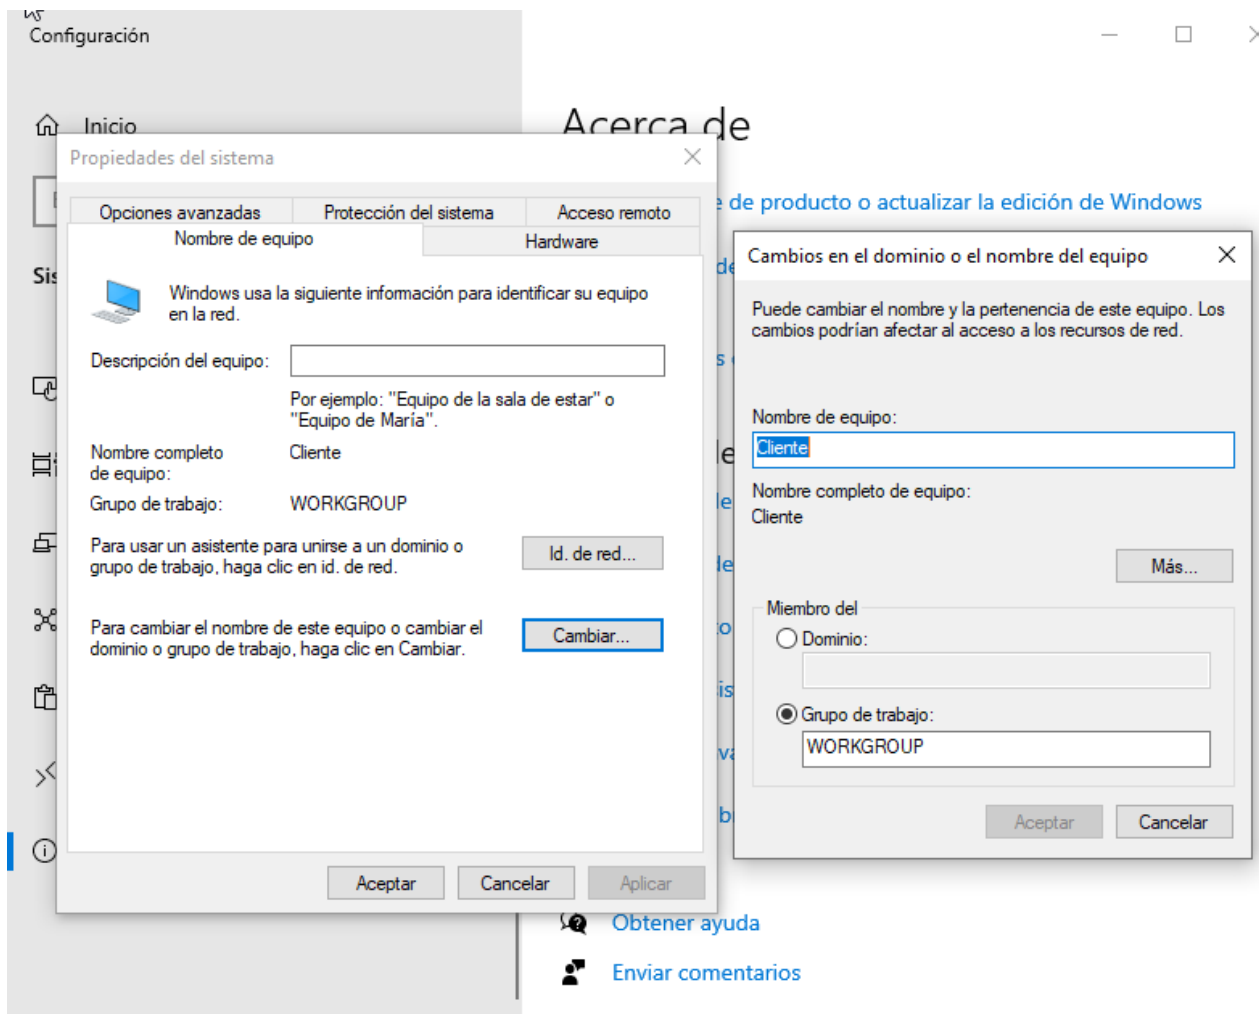 Configuración
Inicio
Acerca de
de producto o actualizar la edición de Windows
Propiedades del sistema
Opciones avanzadas
Protección del sistema
Acceso remoto
Nombre de equipo
Hardware
Windows usa la siguiente información para identificar su equipo
en la red.
Descripción del equipo:
Por ejemplo: "Equipo de la sala de estar" o
"Equipo de María".
Nombre completo
de equipo:
Cliente
Grupo de trabajo:
WORKGROUP
Para usar un asistente para unirse a un dominio o
grupo de trabajo, haga clic en id. de red.
Id. de red...
Para cambiar el nombre de este equipo o cambiar el
dominio o grupo de trabajo, haga clic en Cambiar.
Cambiar...
Aceptar
Cancelar
Aplicar
Cambios en el dominio o el nombre del equipo
Puede cambiar el nombre y la pertenencia de este equipo. Los
cambios podrían afectar al acceso a los recursos de red.
Nombre de equipo:
Cliente
Nombre completo de equipo:
Cliente
Más...
Miembro del
Dominio:
Grupo de trabajo:
WORKGROUP
Aceptar
Cancelar
Obtener ayuda
Enviar comentarios